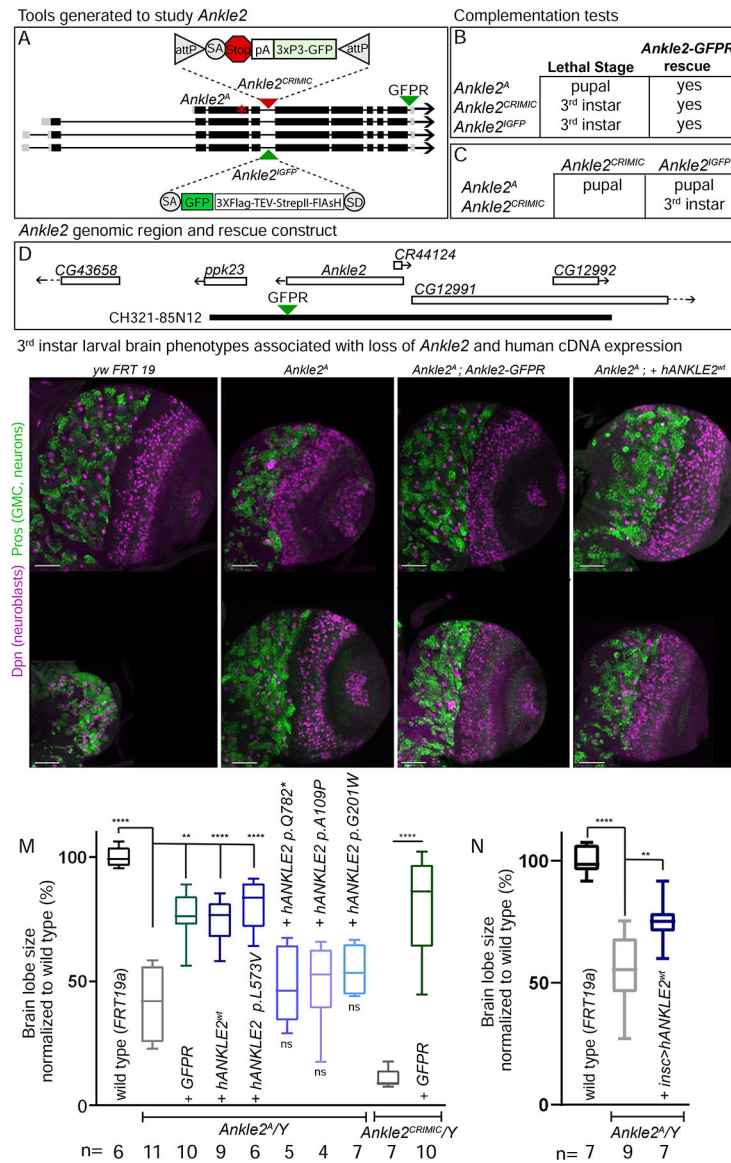 Tools generated to study Ankle2
Complementation tests
A
attP
SA
Stop
pA
3xP3-GFP
attP
Ankle2CRIMIC
Ankle2A
*
GFPR
Ankle2IGFP
SA
GFP
3XFlag-TEV-StrepII-FlAsH
SD
B
Lethal Stage
Ankle2-GFPR rescue
Ankle2A pupal yes
Ankle2CRIMIC 3rd instar yes
Ankle2IGFP 3rd instar yes
C
Ankle2CRIMIC Ankle2IGFP
Ankle2A pupal pupal
Ankle2CRIMIC 3rd instar
Ankle2 genomic region and rescue construct
D
CR44124
CG43658
ppk23
Ankle2
CG12992
GFPR
CG12991
CH321-85N12
3rd instar larval brain phenotypes associated with loss of Ankle2 and human cDNA expression
yw FRT 19
Ankle2A
Ankle2A ; Ankle2-GFPR
Ankle2A ; + hANKLE2wt
Dpn (neuroblasts) Pros (GMC, neurons)
M
Brain lobe size
normalized to wild type (%)
100
50
0
****
**
****
****
****
wild type (FRT19a)
+ GFPR
+ hANKLE2wt
+ hANKLE2 p.L573V
+ hANKLE2 p.Q782*
+ hANKLE2 p.A109P
+ hANKLE2 p.G201W
ns
ns
ns
+ GFPR
Ankle2A/Y
Ankle2CRIMIC/Y
n= 6 11 10 9 6 5 4 7 7 10
N
Brain lobe size
normalized to wild type (%)
100
50
0
****
**
wild type (FRT19a)
+ insc>hANKLE2wt
Ankle2A/Y
n= 7 9 7